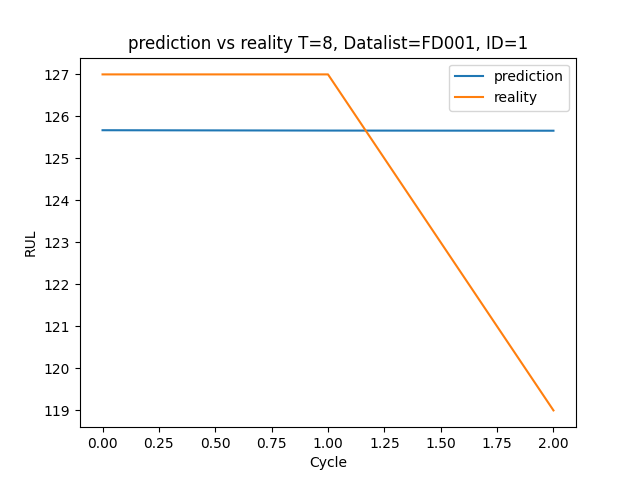 prediction vs reality T=8, Datalist=FD001, ID=1
prediction
reality
127
126
125
124
123
122
121
120
119
RUL
0.00 0.25 0.50 0.75 1.00 1.25 1.50 1.75 2.00
Cycle